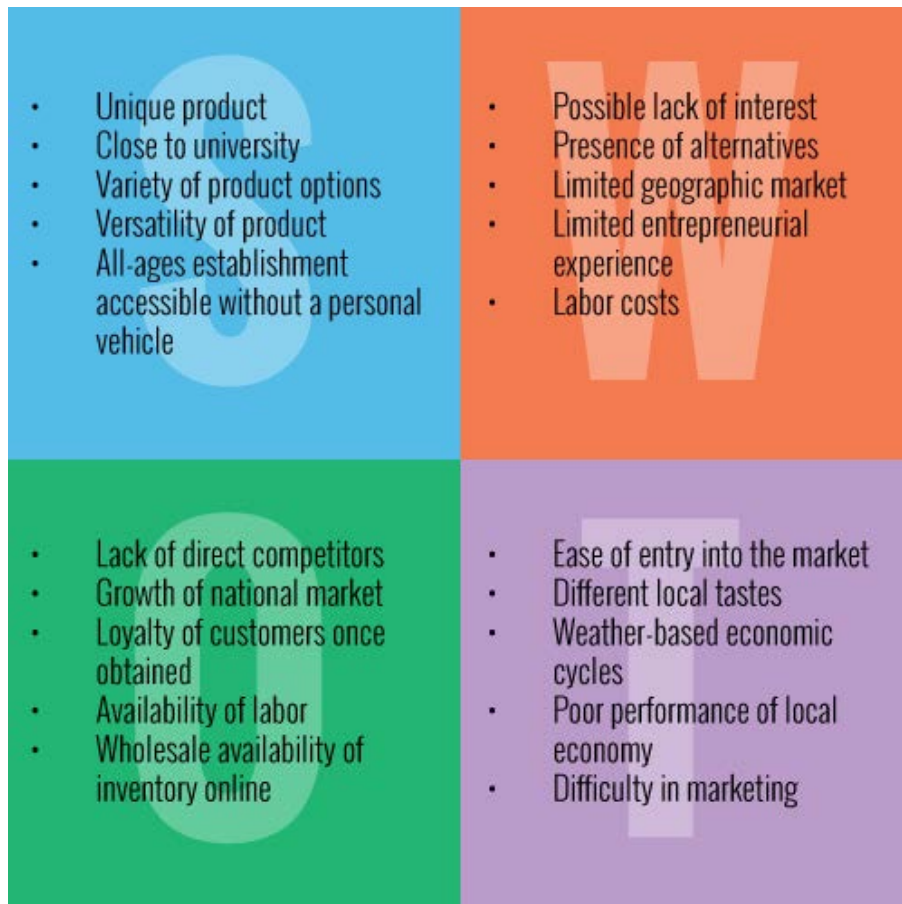 S
• Unique product
• Close to university
• Variety of product options
• Versatility of product
• All-ages establishment
accessible without a personal
vehicle
W
• Possible lack of interest
• Presence of alternatives
• Limited geographic market
• Limited entrepreneurial
experience
• Labor costs
O
• Lack of direct competitors
• Growth of national market
• Loyalty of customers once
obtained
• Availability of labor
• Wholesale availability of
inventory online
T
• Ease of entry into the market
• Different local tastes
• Weather-based economic
cycles
• Poor performance of local
economy
• Difficulty in marketing